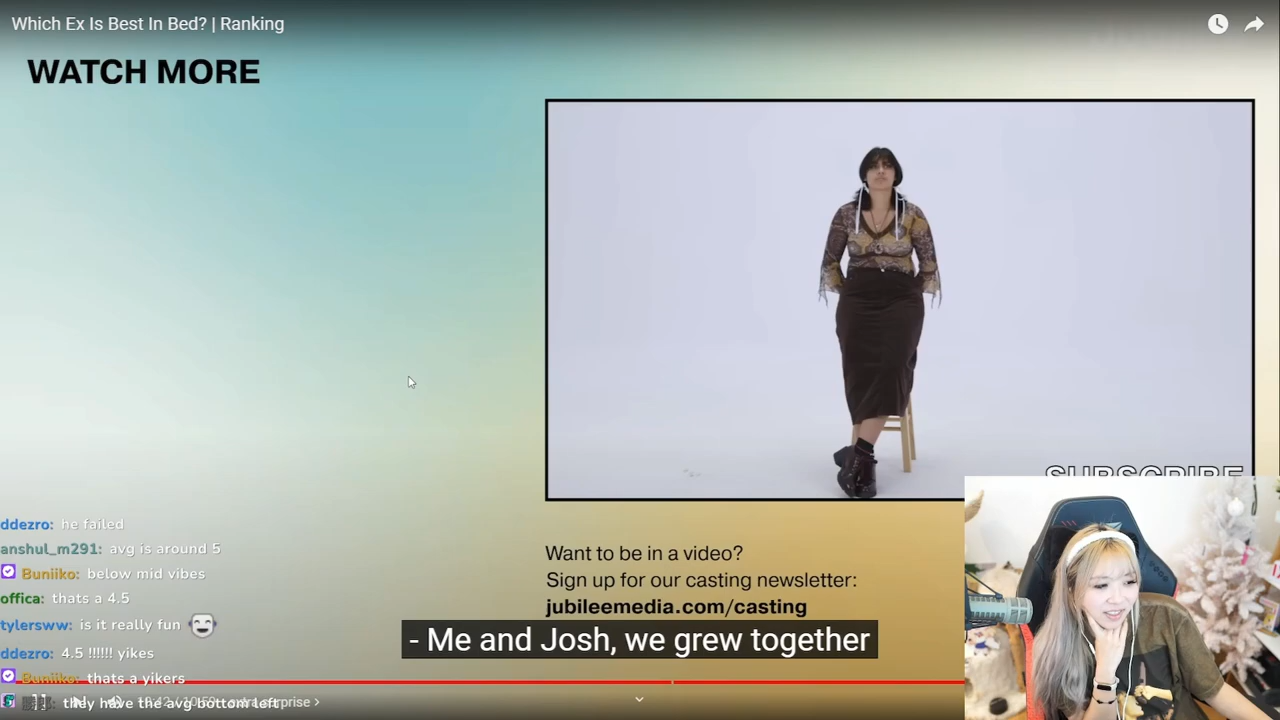 Which Ex Is Best In Bed? | Ranking
WATCH MORE
SUBSCRIBE
Want to be in a video?
Sign up for our casting newsletter:
jubileemedia.com/casting
- Me and Josh, we grew together
ddezro: he failed
anshul_m291: avg is around 5
Buniiko: below mid vibes
offica: thats a 4.5
tylersww: is it really fun
ddezro: 4.5 !!!!!! yikes
Buniiko: thats a yikers
they have the avg bottom left